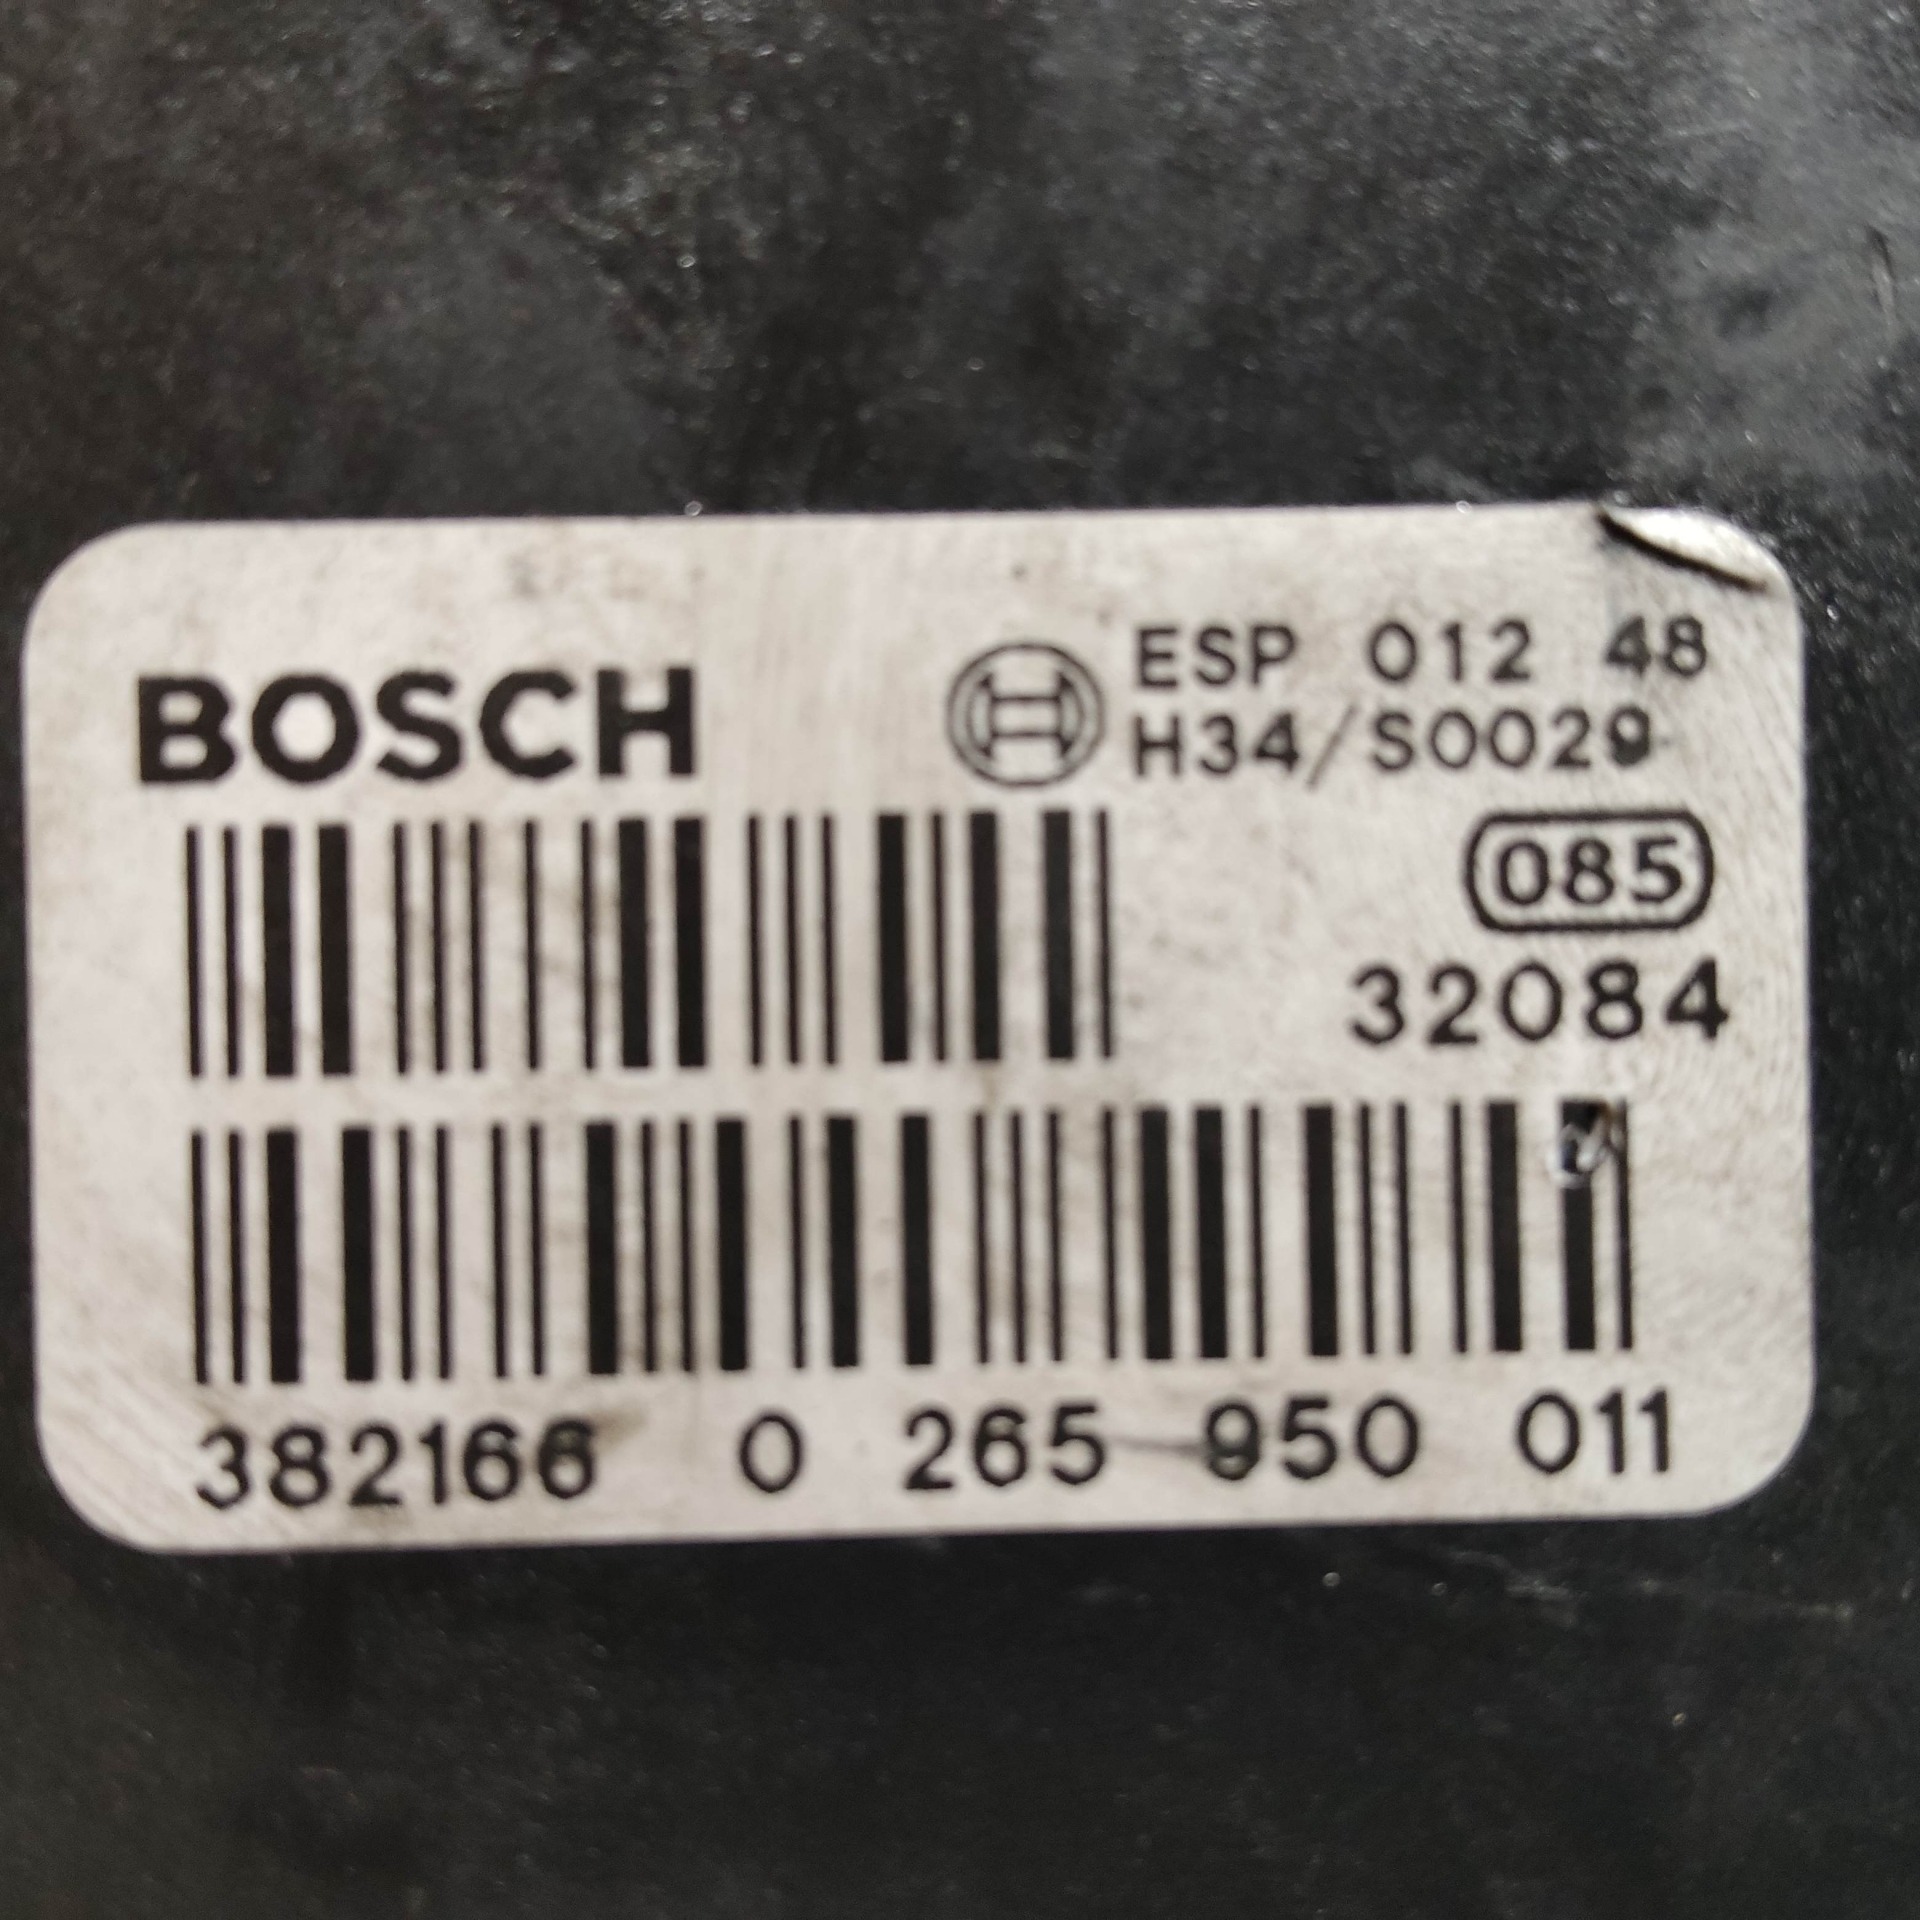 BOSCH
ESP 012 48
H34/S0029
085
32084
382166 0 265 950 011